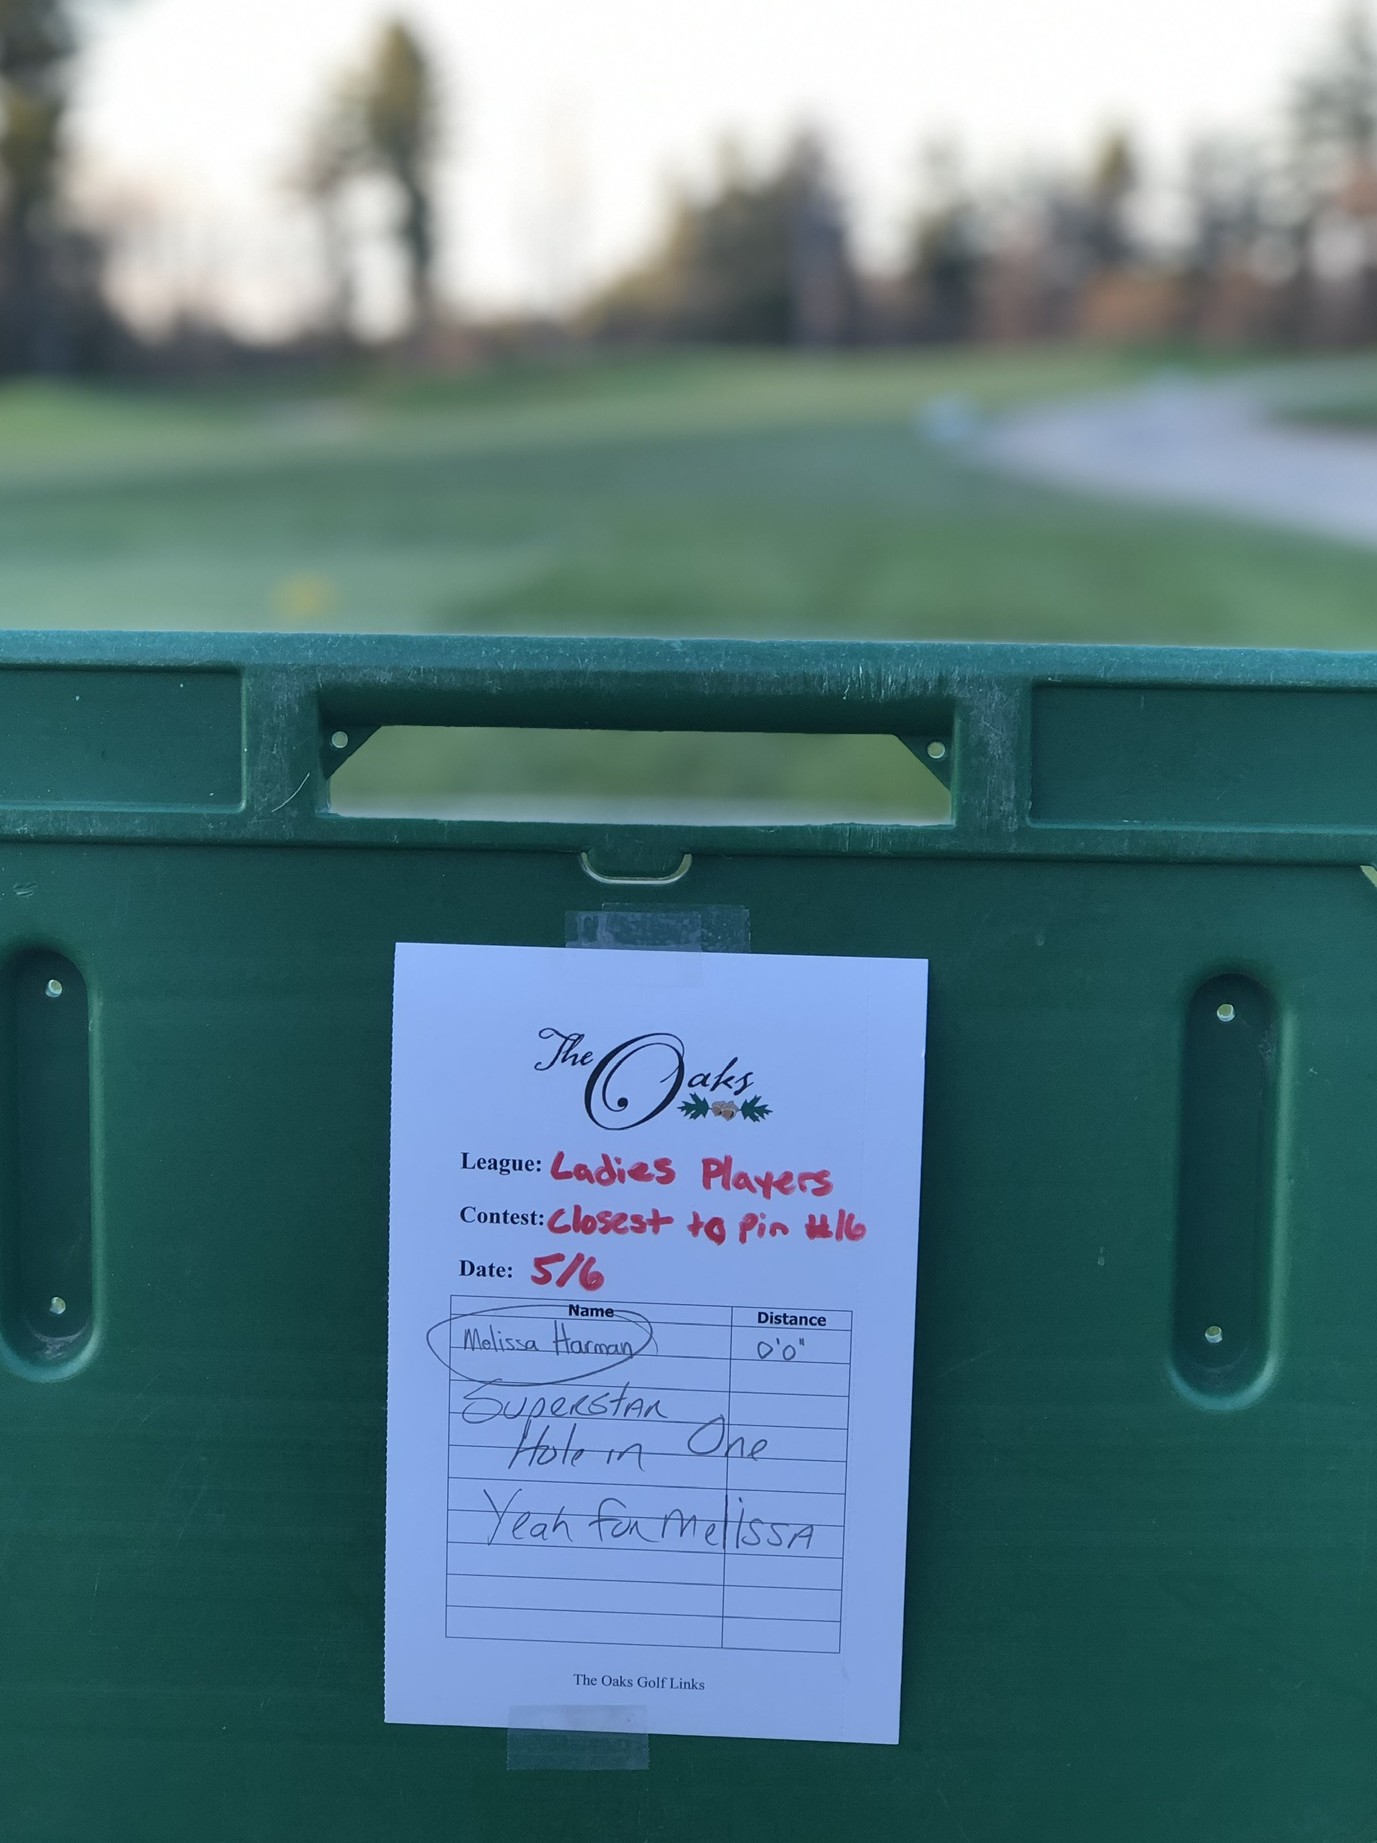 The Oaks
League: Ladies Players
Contest: Closest to Pin #16
Date: 5/6
Name Distance
Melissa Harman 0'0"
Superstar
Hole in One
Yeah for Melissa
The Oaks Golf Links